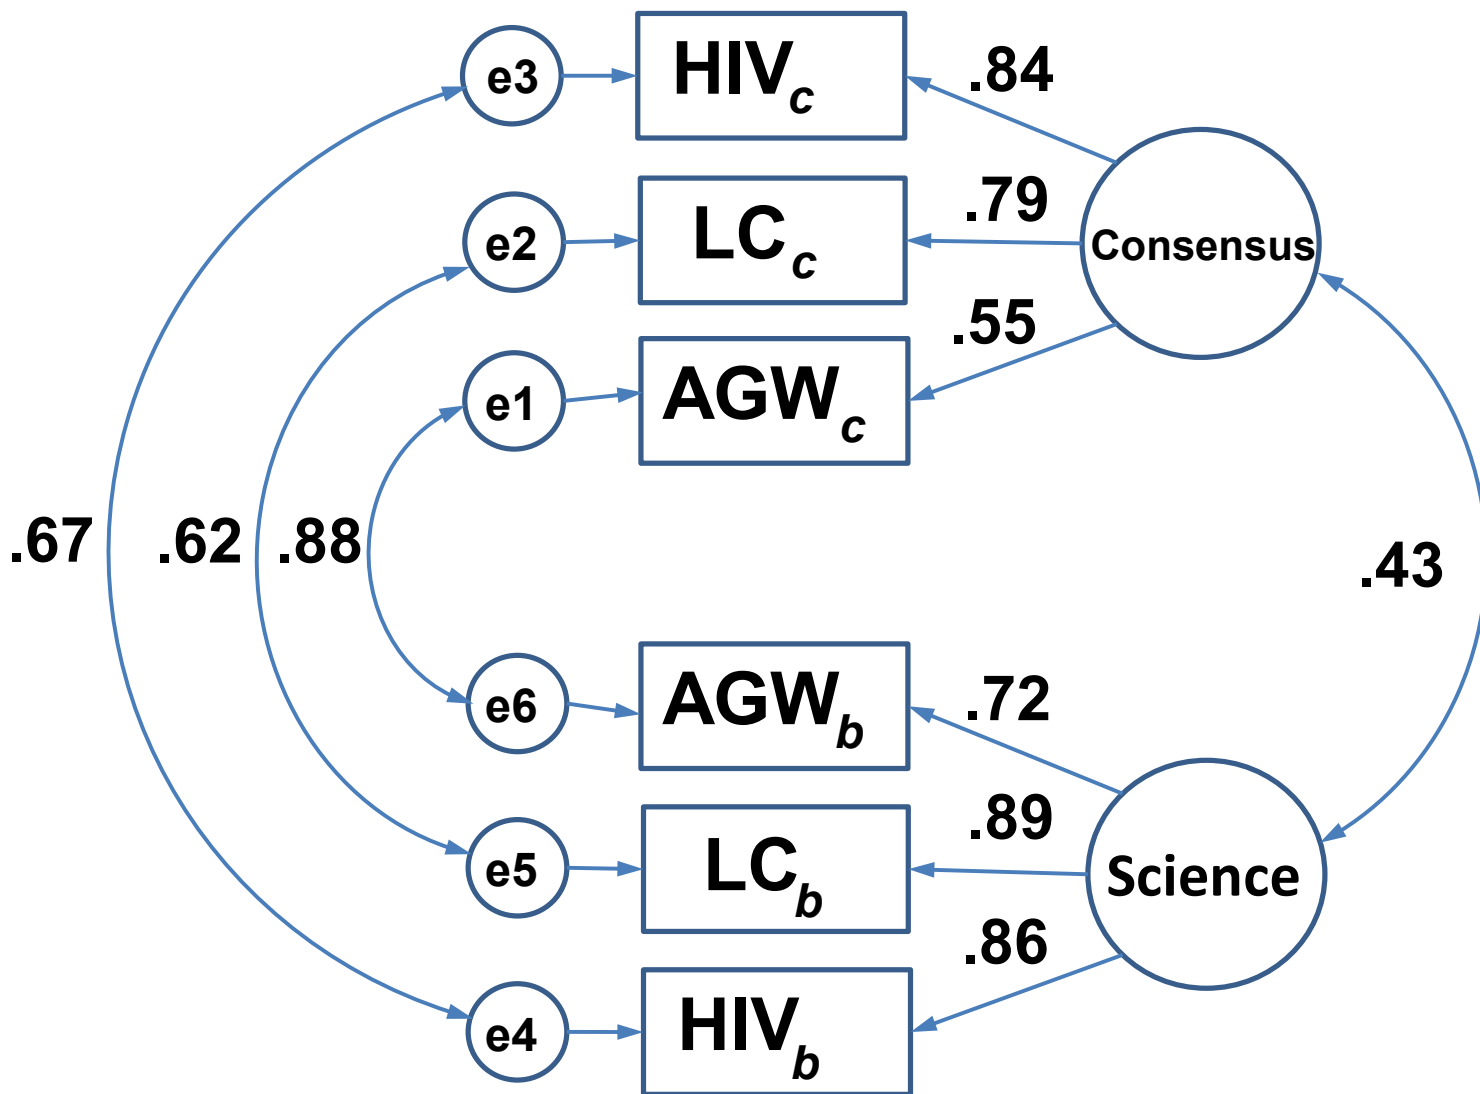 e3
HIVc
.84
e2
LCc
.79
Consensus
e1
AGWc
.55
.67
.62
.88
.43
e6
AGWb
.72
e5
LCb
.89
Science
e4
HIVb
.86